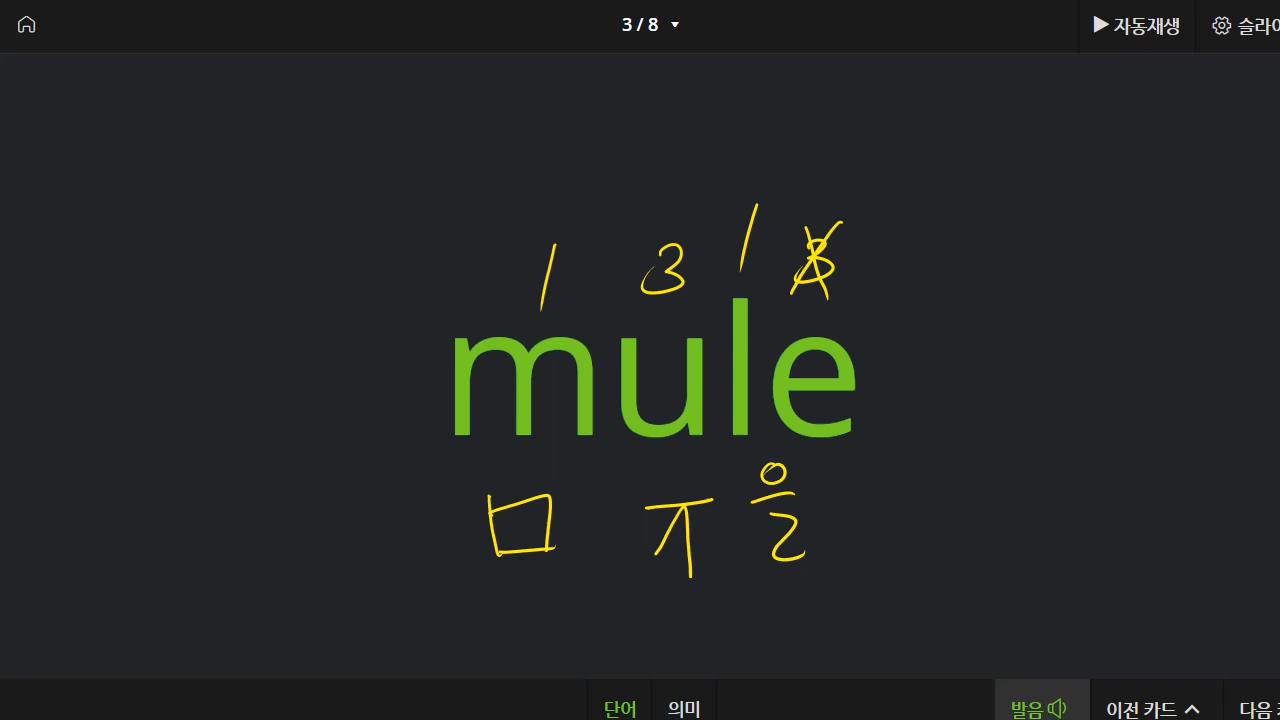 3 / 8
자동재생
슬라이
1 3 1 3
mule
ㅁ ㅠ 을
단어 의미
발음 이전 카드 다음